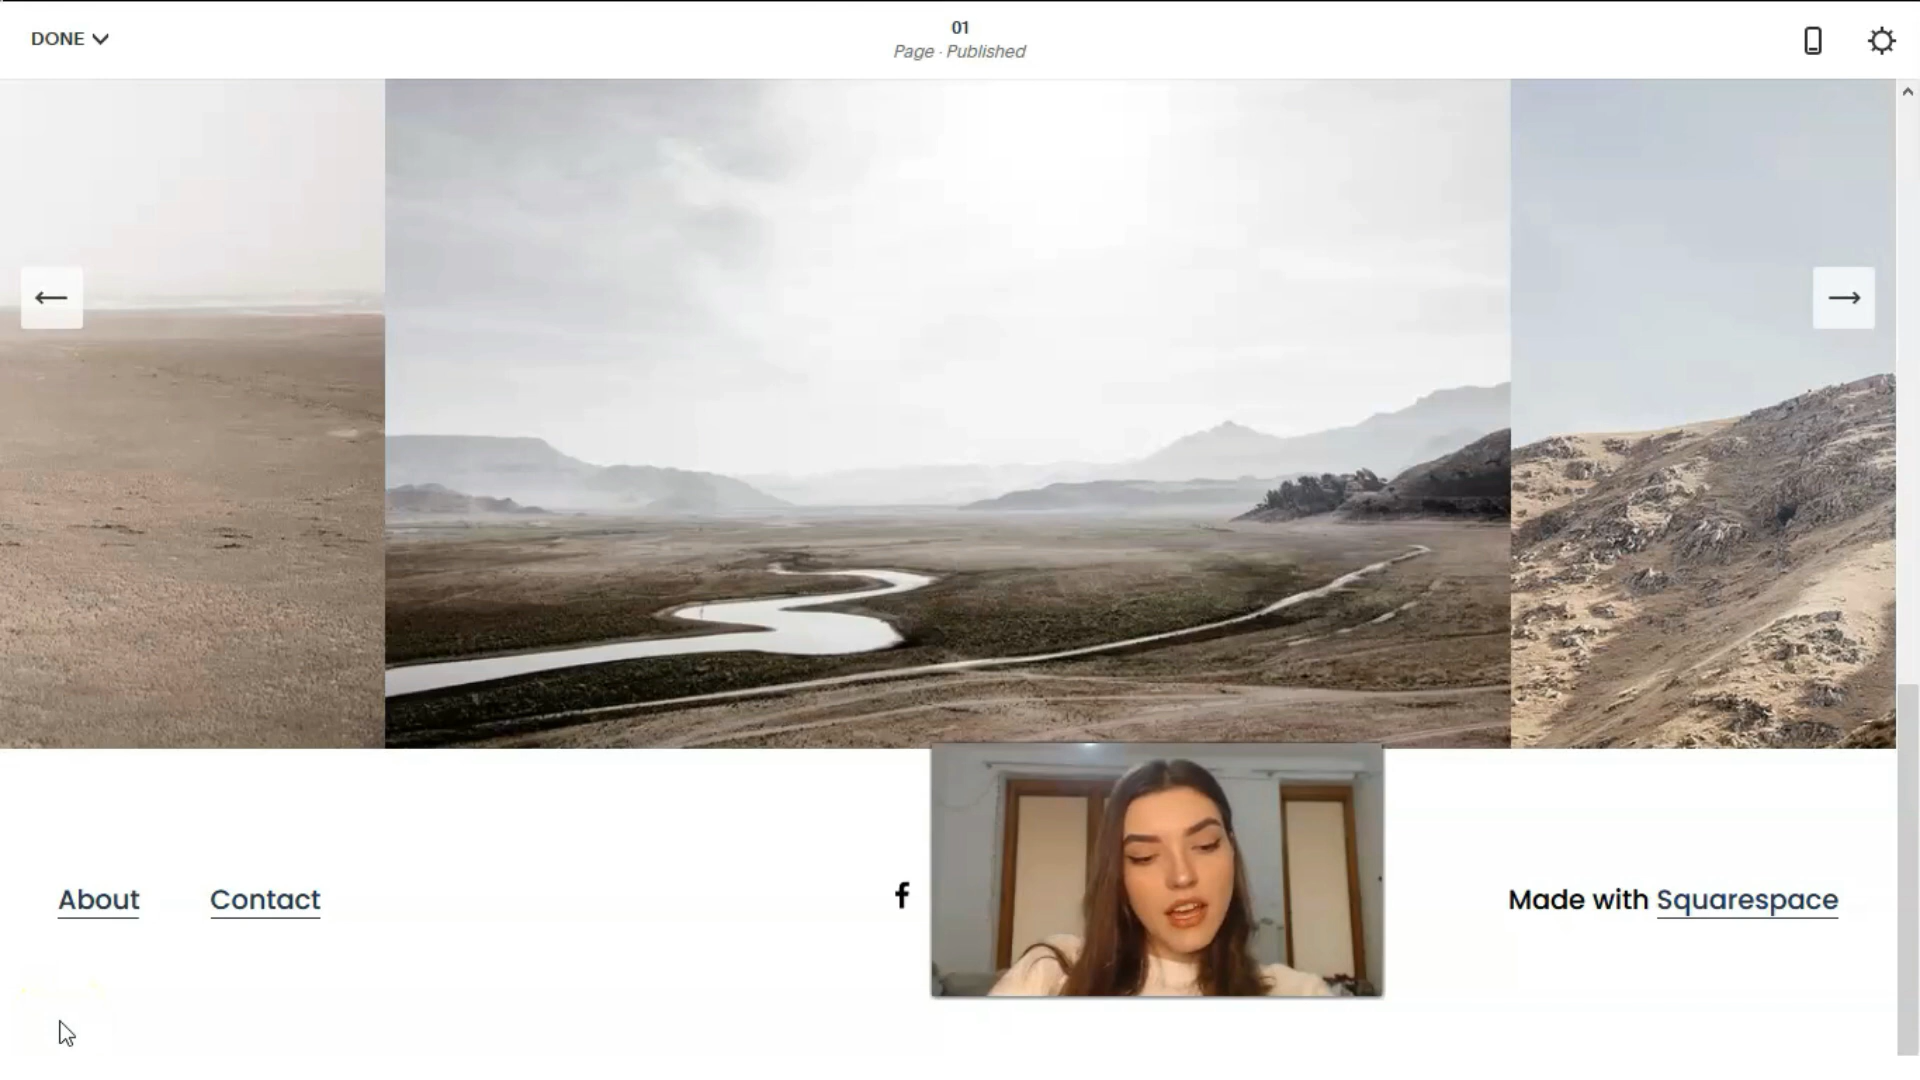 DONE
01
Page · Published
About
Contact
Made with Squarespace